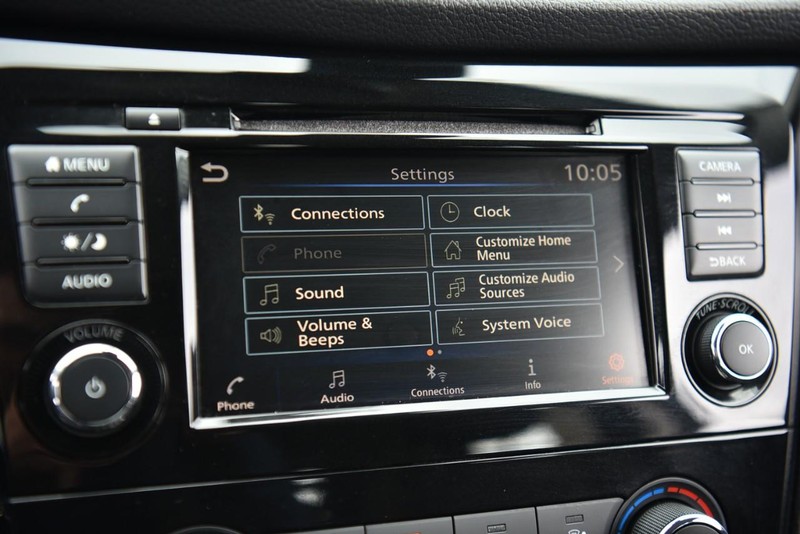 MENU
AUDIO
VOLUME
Settings
10:05
Connections
Clock
Phone
Customize Home
Menu
Sound
Customize Audio
Sources
Volume &
Beeps
System Voice
Phone
Audio
Connections
Info
Settings
CAMERA
BACK
TUNE·SCROLL
OK